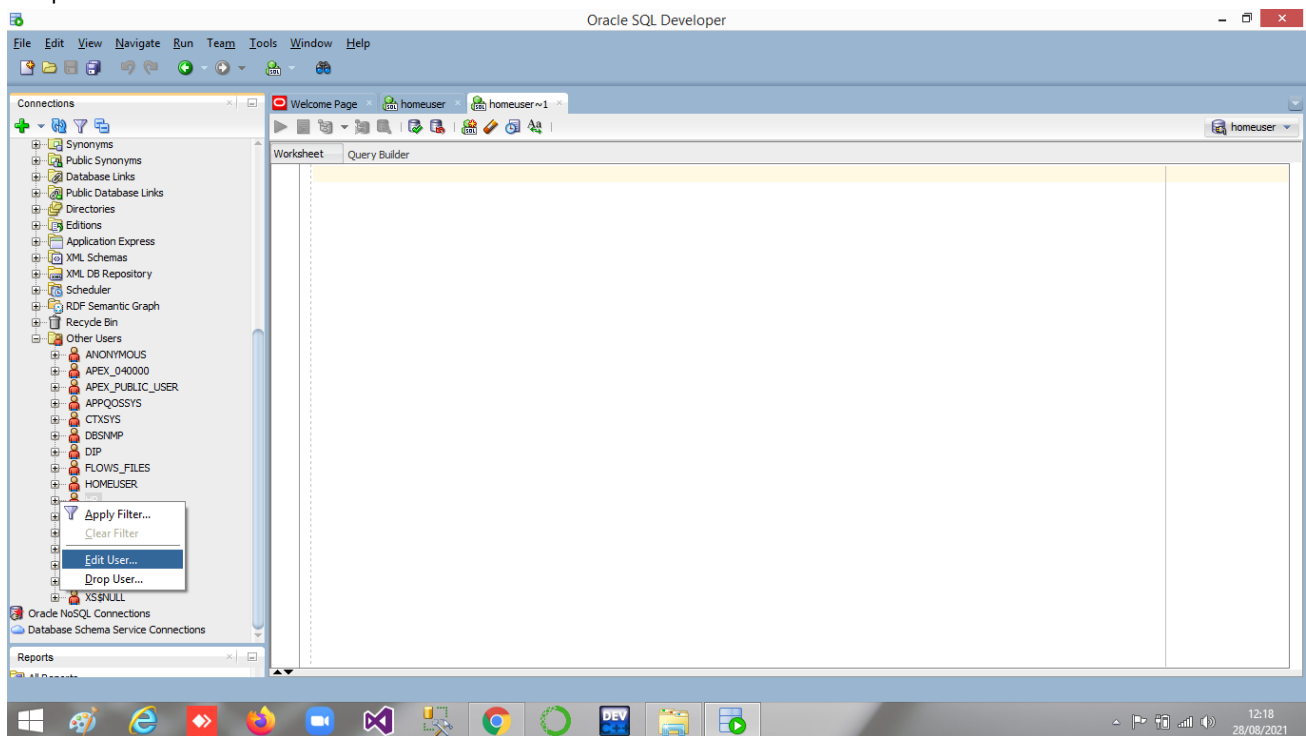 Oracle SQL Developer
File Edit View Navigate Run Team Tools Window Help
Connections
Welcome Page
homeuser
homeuser~1
homeuser
Worksheet
Query Builder
Synonyms
Public Synonyms
Database Links
Public Database Links
Directories
Editions
Application Express
XML Schemas
XML DB Repository
Scheduler
RDF Semantic Graph
Recycle Bin
Other Users
ANONYMOUS
APEX_040000
APEX_PUBLIC_USER
APPQOSSYS
CTXSYS
DBSNMP
DIP
FLOWS_FILES
HOMEUSER
Apply Filter...
Clear Filter
Edit User...
Drop User...
XS$NULL
Oracle NoSQL Connections
Database Schema Service Connections
Reports
All Reports
DEV
C++
12:18
28/08/2021